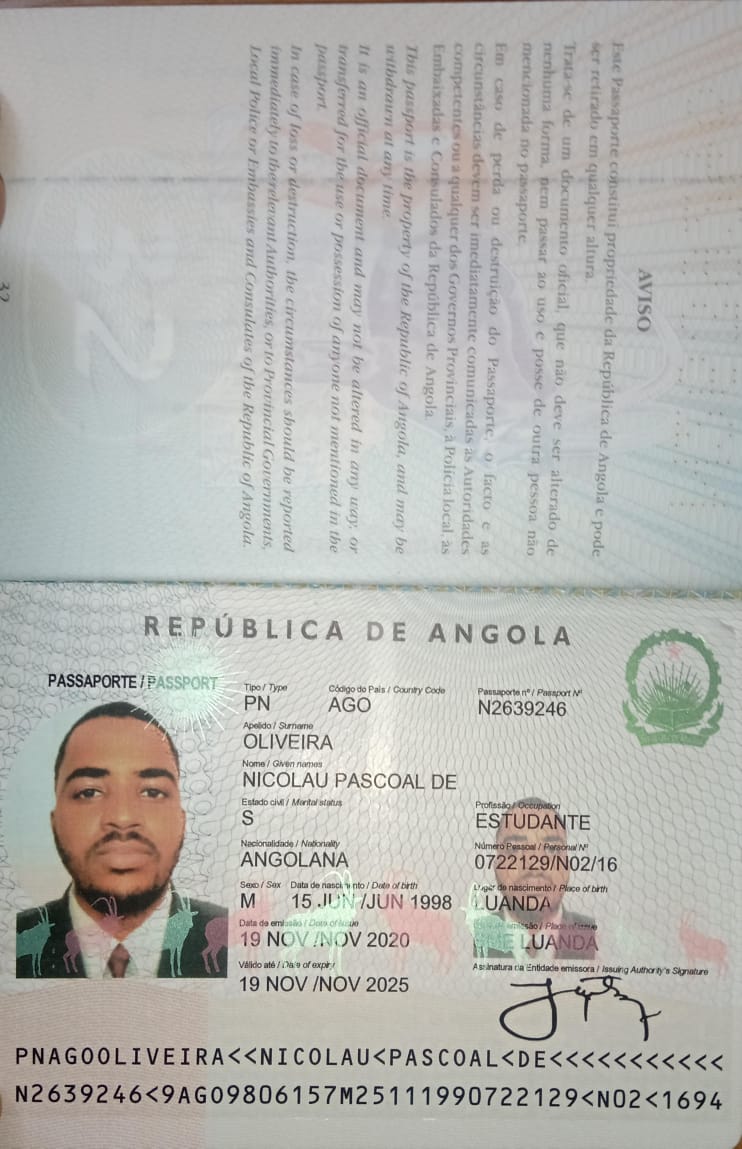 AVISO
Este Passaporte constitui propriedade da República de Angola e pode
ser retirado em qualquer altura.
Trata-se de um documento oficial, que não deve ser alterado de
nenhuma forma, nem passar ao uso e posse de outra pessoa não
mencionada no passaporte.
Em caso de perda ou destruição do Passaporte, o facto e as
circunstâncias devem ser imediatamente comunicadas às Autoridades
competentes ou a qualquer dos Governos Provinciais, à Polícia local, às
Embaixadas e Consulados da República de Angola.
This passport is the property of the Republic of Angola, and may be
withdrawn at any time.
It is an official document and may not be altered in any way, or
transferred for the use or possession of anyone not mentioned in the
passport.
In case of loss or destruction, the circumstances should be reported
immediately to the relevant Authorities, or to Provincial Governments,
Local Police or Embassies and Consulates of the Republic of Angola.
32
REPÚBLICA DE ANGOLA
PASSAPORTE / PASSPORT
Tipo / Type
Código do País / Country Code
Passaporte nº / Passport Nº
PN
AGO
N2639246
Apelido / Surname
OLIVEIRA
Nome / Given names
NICOLAU PASCOAL DE
Estado civil / Marital status
Profissão / Occupation
S
ESTUDANTE
Nacionalidade / Nationality
Número Pessoal / Personal Nº
ANGOLANA
0722129/N02/16
Sexo / Sex
Data de nascimento / Date of birth
Lugar de nascimento / Place of birth
M
15 JUN /JUN 1998
LUANDA
Data de emissão / Date of issue
emissão / Place of issue
19 NOV /NOV 2020
SME LUANDA
Válido até / Date of expiry
Assinatura da Entidade emissora / Issuing Authority's Signature
19 NOV /NOV 2025
PNAGOOLIVEIRA<<NICOLAU<PASCOAL<DE<<<<<<<<<<<
N2639246<9AGO9806157M25111990722129<N02<1694